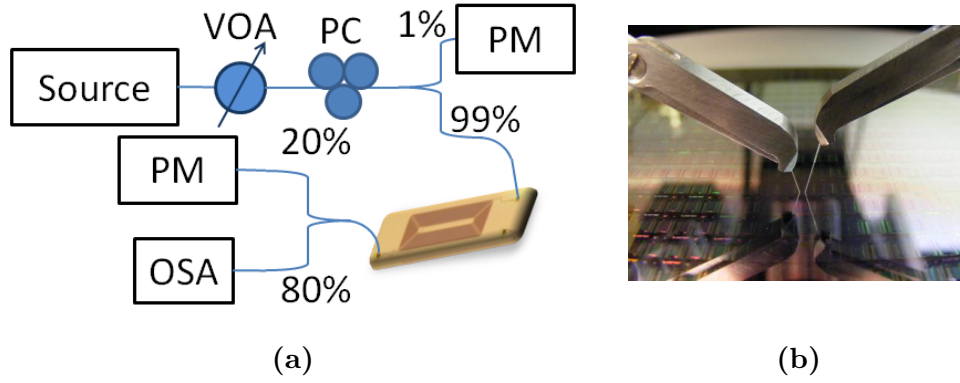 VOA
PC
1%
PM
Source
99%
20%
PM
OSA
80%
(a)
(b)